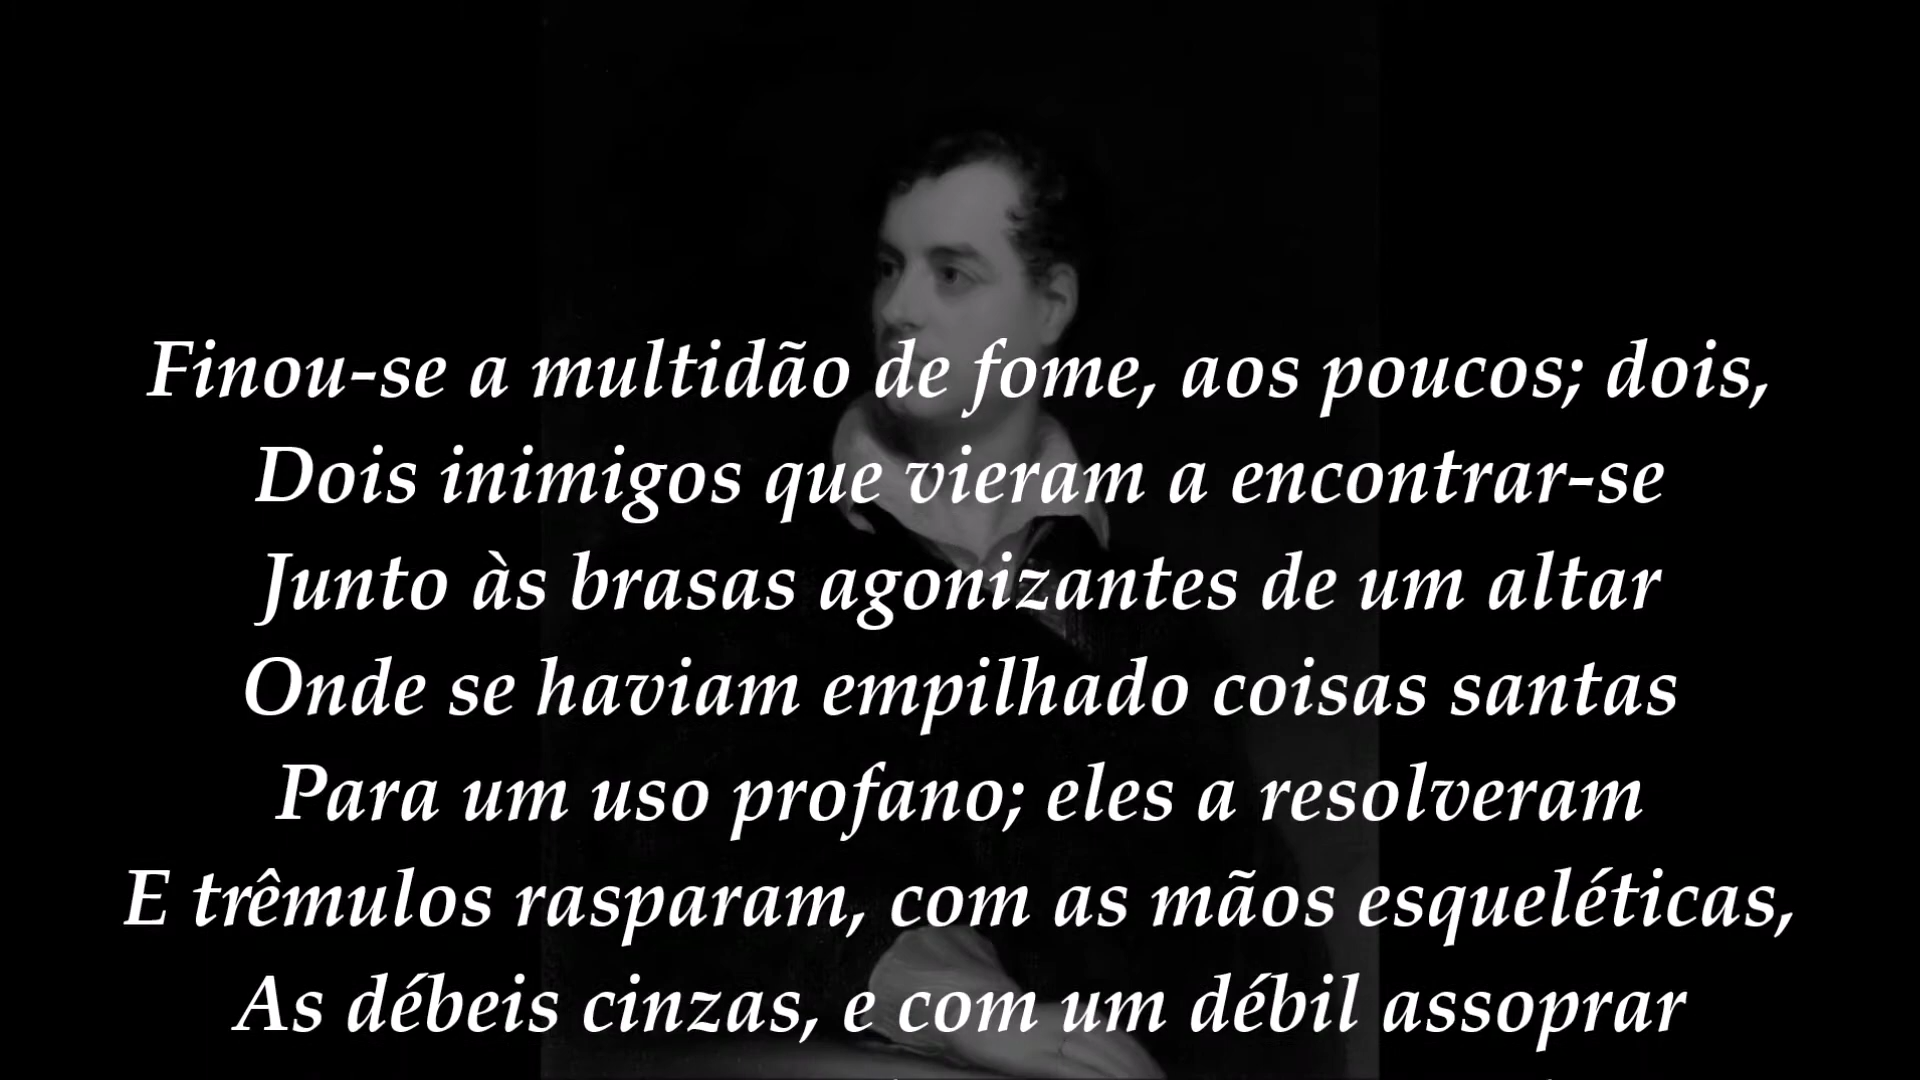 Finou-se a multidão de fome, aos poucos; dois,
Dois inimigos que vieram a encontrar-se
Junto às brasas agonizantes de um altar
Onde se haviam empilhado coisas santas
Para um uso profano; eles a resolveram
E trêmulos rasparam, com as mãos esqueléticas,
As débeis cinzas, e com um débil assoprar